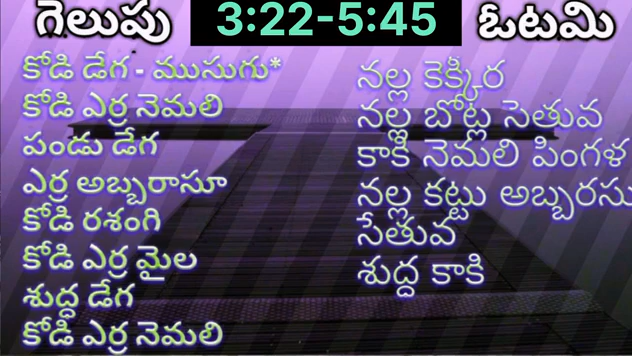 గెలుపు
3:22-5:45
ఓటమి
కోడి డేగ - ముసుగు*
కోడి ఎర్ర నెమలి
పండు డేగ
ఎర్ర అబ్బరాసూ
కోడి రశంగి
కోడి ఎర్ర మైల
శుద్ద డేగ
కోడి ఎర్ర నెమలి
నల్ల కెక్కిర
నల్ల బోట్ల సెతువ
కాకి నెమలి పింగళ
నల్ల కట్టు అబ్బరసు
సేతువ
శుద్ద కాకి